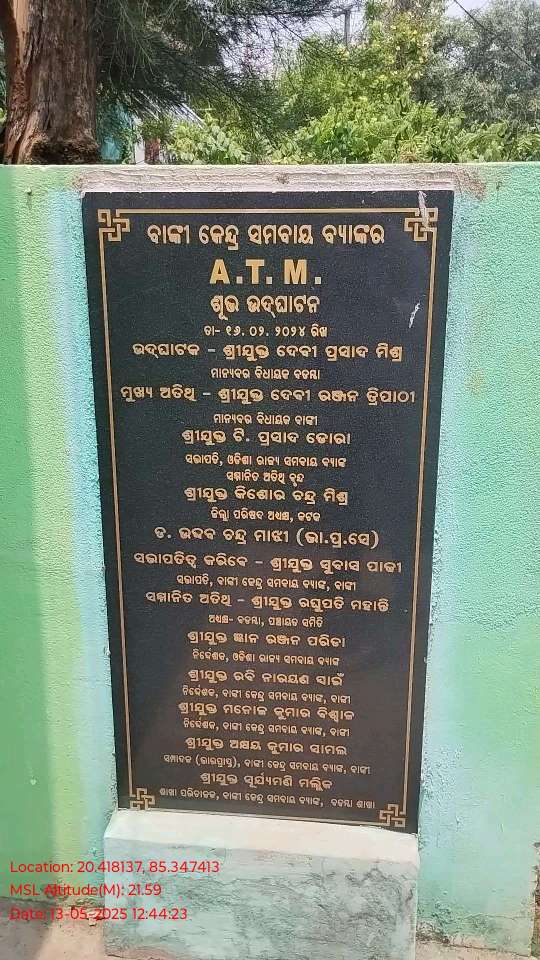 ବାଙ୍କୀ କେନ୍ଦ୍ର ସମବାୟ ବ୍ୟାଙ୍କର
A.T.M.
ଶୁଭ ଉଦ୍‌ଘାଟନ
ତା- ୧୬. ୦୨. ୨୦୨୪ ରିଖ
ଉଦ୍‌ଘାଟକ - ଶ୍ରୀଯୁକ୍ତ ଦେବୀ ପ୍ରସାଦ ମିଶ୍ର
ମାନ୍ୟବର ବିଧାୟକ ବଡମ୍ବା
ମୁଖ୍ୟ ଅତିଥି - ଶ୍ରୀଯୁକ୍ତ ଦେବୀ ରଞ୍ଜନ ତ୍ରିପାଠୀ
ମାନ୍ୟବର ବିଧାୟକ ବାଙ୍କୀ
ଶ୍ରୀଯୁକ୍ତ ଟି. ପ୍ରସାଦ ଡୋରା
ସଭାପତି, ଓଡିଶା ରାଜ୍ୟ ସମବାୟ ବ୍ୟାଙ୍କ
ସମ୍ମାନିତ ଅତିଥି ବୃନ୍ଦ
ଶ୍ରୀଯୁକ୍ତ କିଶୋର ଚନ୍ଦ୍ର ମିଶ୍ର
ଜିଲ୍ଲା ପରିଷଦ ଅଧ୍ୟକ୍ଷ, କଟକ
ଡ. ଉଦ୍ଧବ ଚନ୍ଦ୍ର ମାଝୀ (ଭା.ପ୍ର.ସେ)
ସଭାପତିତ୍ବ କରିବେ - ଶ୍ରୀଯୁକ୍ତ ସୁବାସ ପାଢୀ
ସଭାପତି, ବାଙ୍କୀ କେନ୍ଦ୍ର ସମବାୟ ବ୍ୟାଙ୍କ, ବାଙ୍କୀ
ସମ୍ମାନିତ ଅତିଥି - ଶ୍ରୀଯୁକ୍ତ ରଘୁପତି ମହାନ୍ତି
ଅଧ୍ୟକ୍ଷ- ବଡମ୍ବା, ପଞ୍ଚାୟତ ସମିତି
ଶ୍ରୀଯୁକ୍ତ ଜ୍ଞାନ ରଞ୍ଜନ ପରିଡା
ନିର୍ଦ୍ଦେଶକ, ଓଡିଶା ରାଜ୍ୟ ସମବାୟ ବ୍ୟାଙ୍କ
ଶ୍ରୀଯୁକ୍ତ ରବି ନାରାୟଣ ସାଇଁ
ନିର୍ଦ୍ଦେଶକ, ବାଙ୍କୀ କେନ୍ଦ୍ର ସମବାୟ ବ୍ୟାଙ୍କ, ବାଙ୍କୀ
ଶ୍ରୀଯୁକ୍ତ ମନୋଜ କୁମାର ବିଶ୍ଵାଳ
ନିର୍ଦ୍ଦେଶକ, ବାଙ୍କୀ କେନ୍ଦ୍ର ସମବାୟ ବ୍ୟାଙ୍କ, ବାଙ୍କୀ
ଶ୍ରୀଯୁକ୍ତ ଅକ୍ଷୟ କୁମାର ସାମଲ
ସମ୍ପାଦକ (ଭାରପ୍ରାପ୍ତ), ବାଙ୍କୀ କେନ୍ଦ୍ର ସମବାୟ ବ୍ୟାଙ୍କ, ବାଙ୍କୀ
ଶ୍ରୀଯୁକ୍ତ ସୂର୍ଯ୍ୟମଣି ମଲ୍ଲିକ
ଶାଖା ପରିଚାଳକ, ବାଙ୍କୀ କେନ୍ଦ୍ର ସମବାୟ ବ୍ୟାଙ୍କ, ବଡମ୍ବା ଶାଖା
Location: 20.418137, 85.347413
MSL Altitude(M): 21.59
Date: 13-05-2025 12:44:23